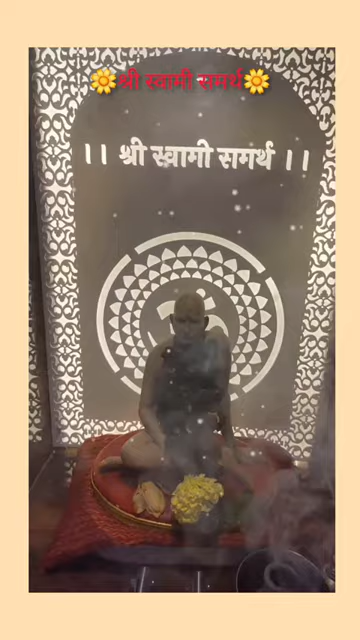 🌼श्री स्वामी समर्थ🌼
।। श्री स्वामी समर्थ ।।
ॐ